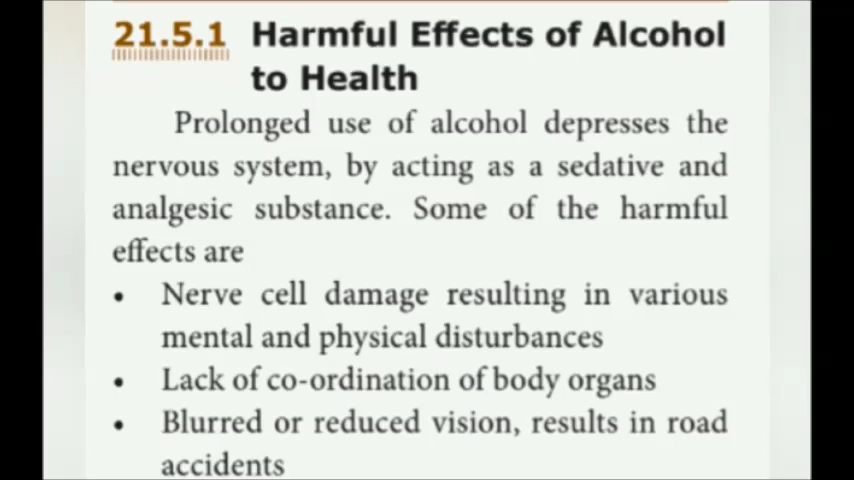 21.5.1 Harmful Effects of Alcohol
to Health
Prolonged use of alcohol depresses the
nervous system, by acting as a sedative and
analgesic substance. Some of the harmful
effects are
• Nerve cell damage resulting in various
mental and physical disturbances
• Lack of co-ordination of body organs
• Blurred or reduced vision, results in road
accidents